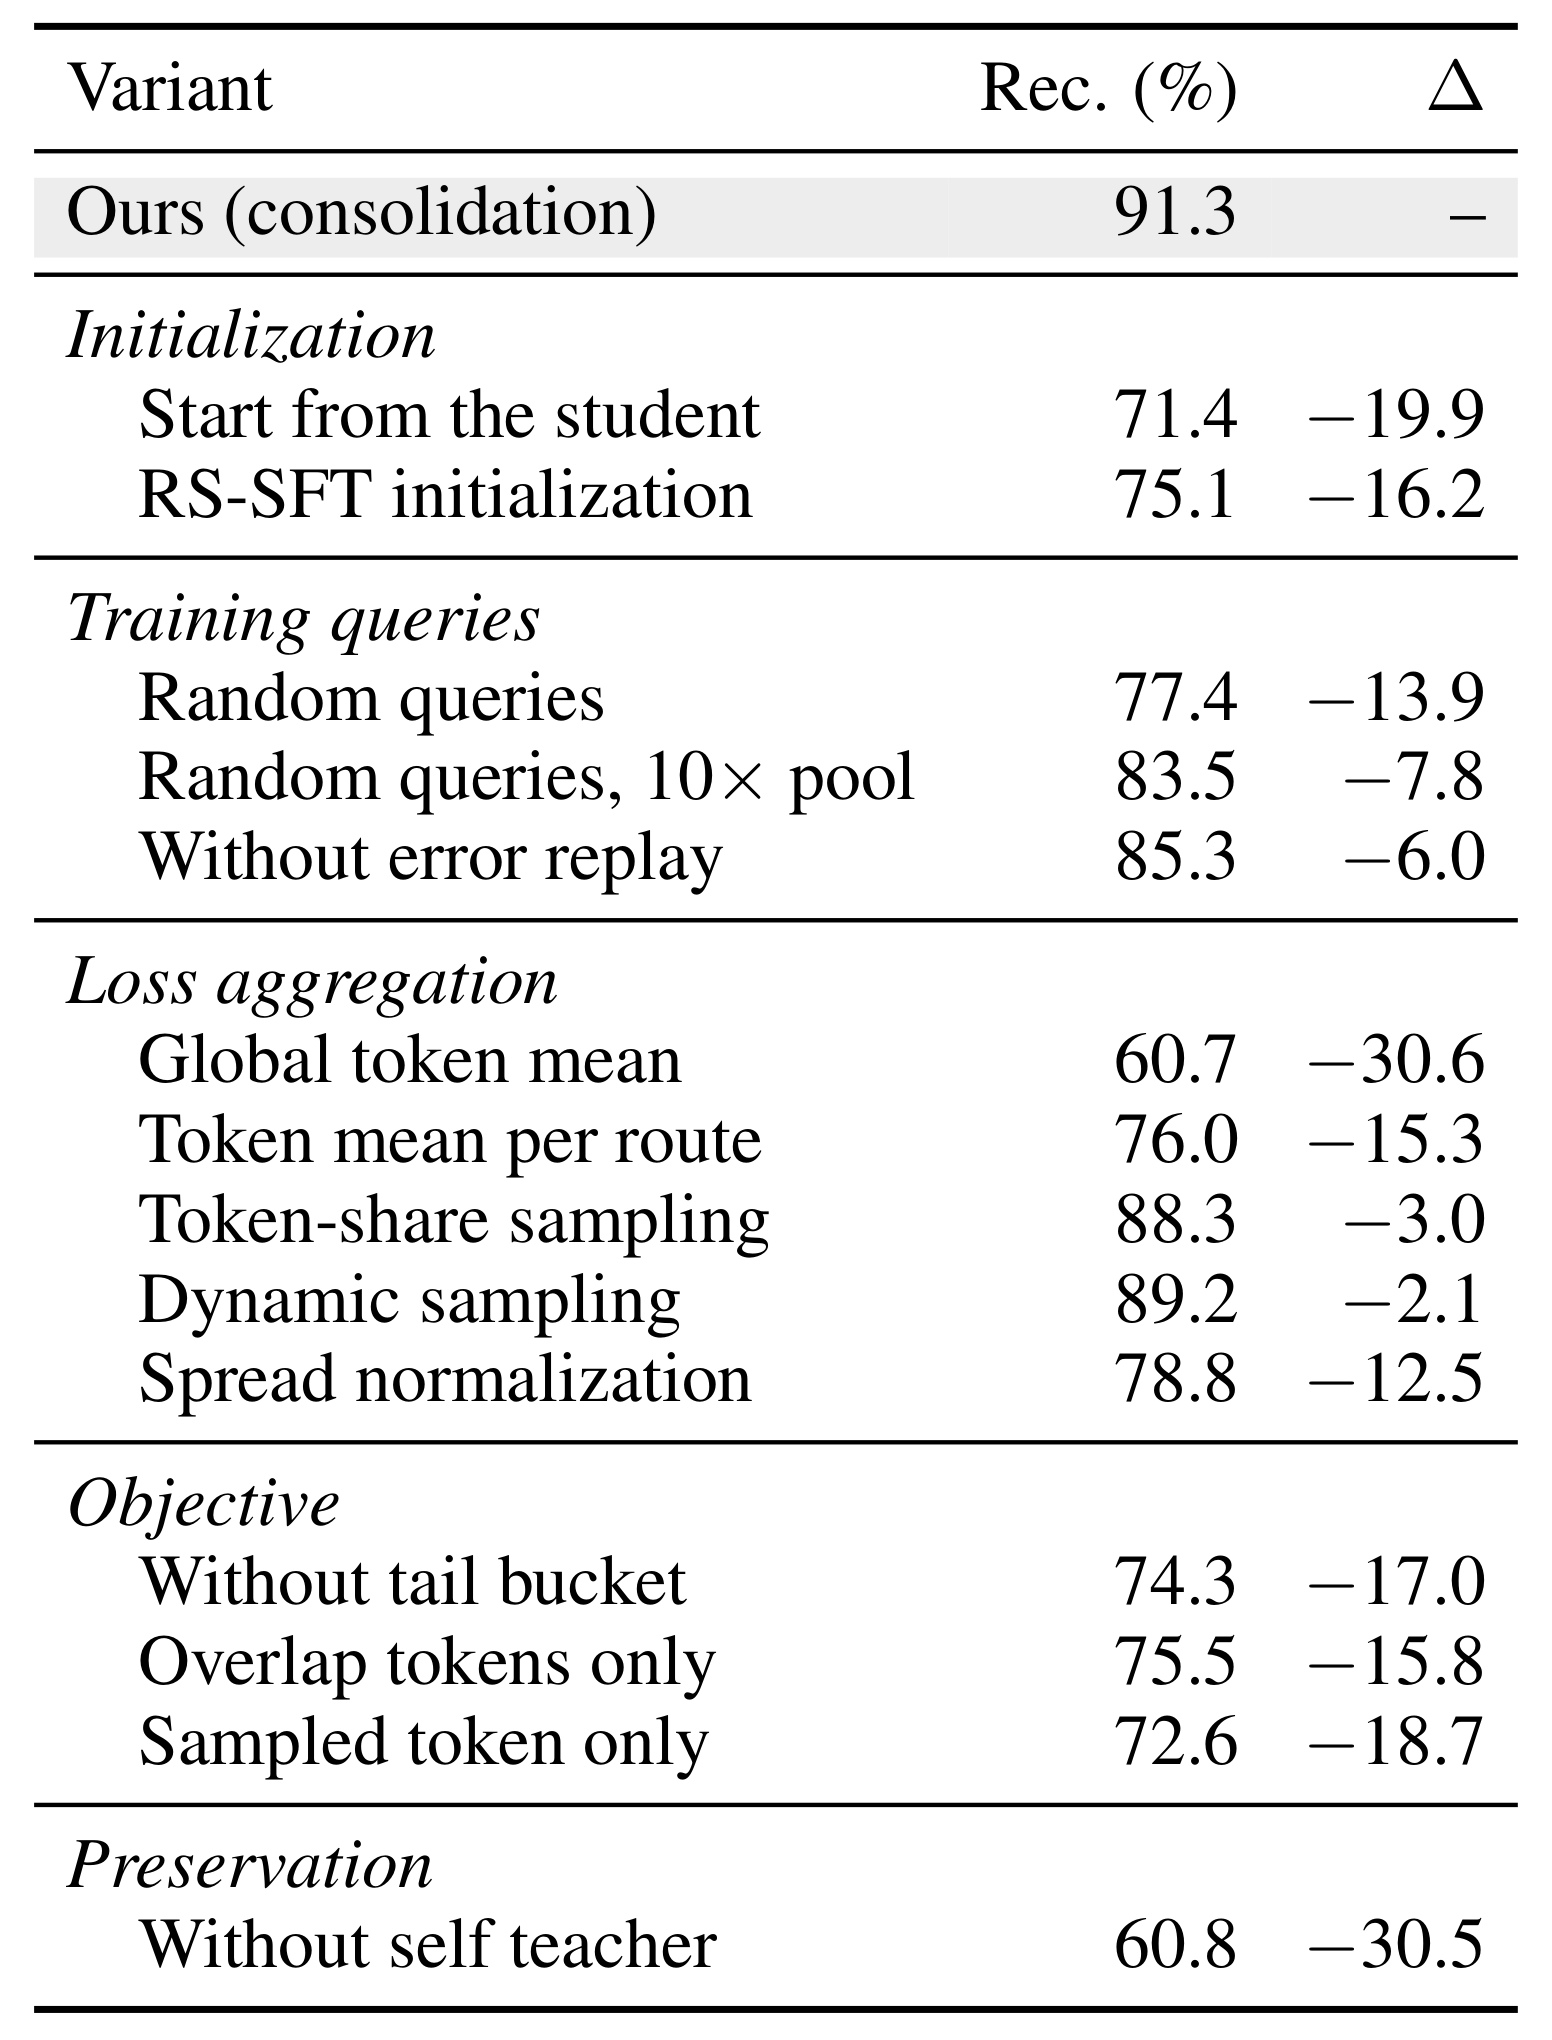 Variant Rec. (%) Δ
Ours (consolidation) 91.3 –
Initialization
Start from the student 71.4 −19.9
RS-SFT initialization 75.1 −16.2
Training queries
Random queries 77.4 −13.9
Random queries, 10× pool 83.5 −7.8
Without error replay 85.3 −6.0
Loss aggregation
Global token mean 60.7 −30.6
Token mean per route 76.0 −15.3
Token-share sampling 88.3 −3.0
Dynamic sampling 89.2 −2.1
Spread normalization 78.8 −12.5
Objective
Without tail bucket 74.3 −17.0
Overlap tokens only 75.5 −15.8
Sampled token only 72.6 −18.7
Preservation
Without self teacher 60.8 −30.5